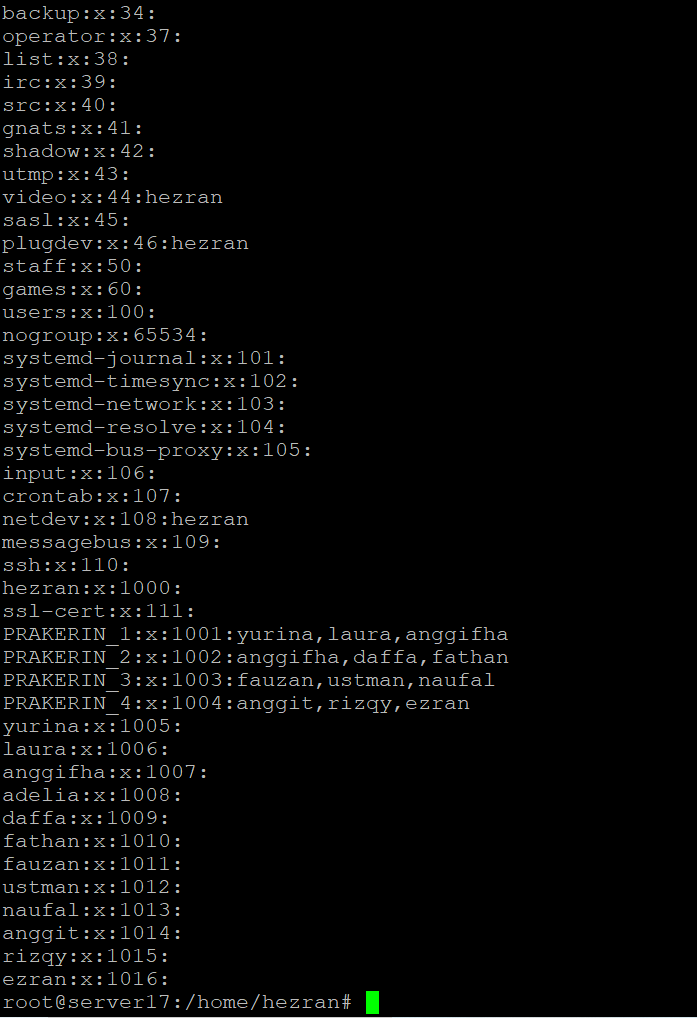 backup:x:34:
operator:x:37:
list:x:38:
irc:x:39:
src:x:40:
gnats:x:41:
shadow:x:42:
utmp:x:43:
video:x:44:hezran
sasl:x:45:
plugdev:x:46:hezran
staff:x:50:
games:x:60:
users:x:100:
nogroup:x:65534:
systemd-journal:x:101:
systemd-timesync:x:102:
systemd-network:x:103:
systemd-resolve:x:104:
systemd-bus-proxy:x:105:
input:x:106:
crontab:x:107:
netdev:x:108:hezran
messagebus:x:109:
ssh:x:110:
hezran:x:1000:
ssl-cert:x:111:
PRAKERIN_1:x:1001:yurina,laura,anggifha
PRAKERIN_2:x:1002:anggifha,daffa,fathan
PRAKERIN_3:x:1003:fauzan,ustman,naufal
PRAKERIN_4:x:1004:anggit,rizqy,ezran
yurina:x:1005:
laura:x:1006:
anggifha:x:1007:
adelia:x:1008:
daffa:x:1009:
fathan:x:1010:
fauzan:x:1011:
ustman:x:1012:
naufal:x:1013:
anggit:x:1014:
rizqy:x:1015:
ezran:x:1016:
root@server17:/home/hezran#